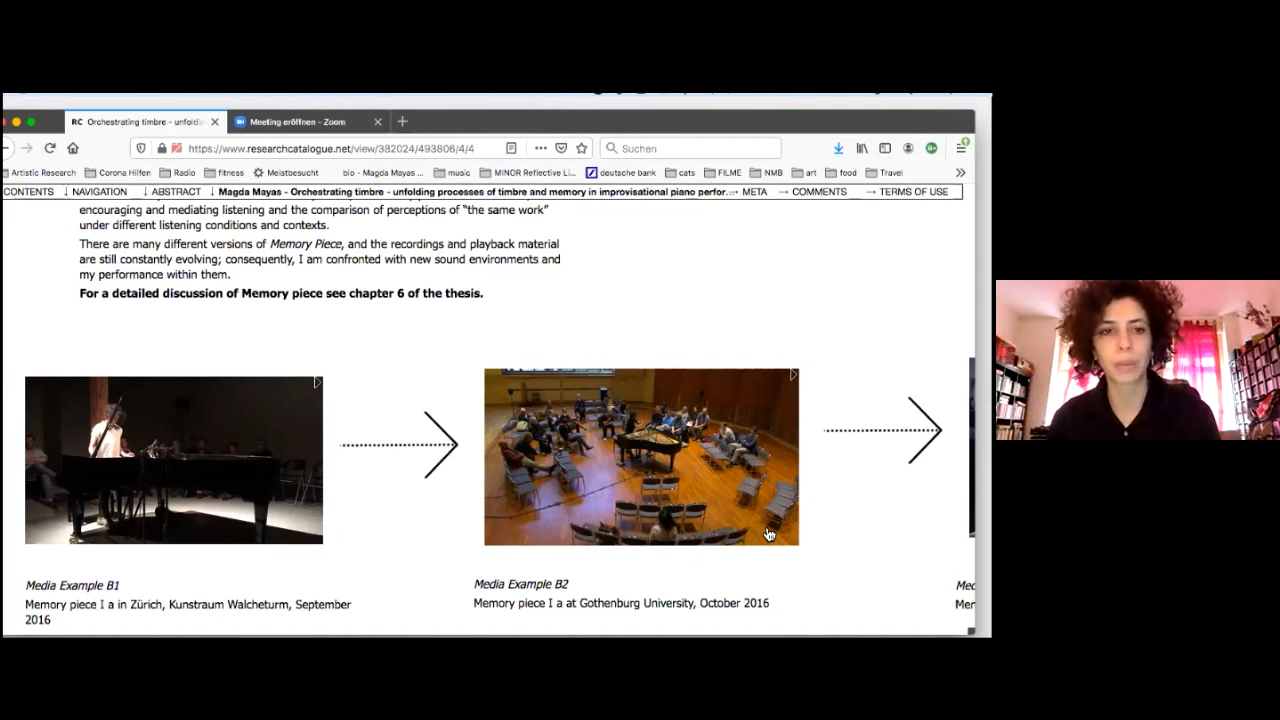 RC Orchestrating timbre - unfoldin
Meeting eröffnen - Zoom
https://www.researchcatalogue.net/view/382024/493806/4/4
Suchen
Artistic Research
Corona Hilfen
Radio
fitness
Meistbesucht
bio - Magda Mayas ...
music
MINOR Reflective Li...
deutsche bank
cats
FILME
NMB
art
food
Travel
CONTENTS ↓ NAVIGATION ↓ ABSTRACT ↓ Magda Mayas - Orchestrating timbre - unfolding processes of timbre and memory in improvisational piano perfor... → META → COMMENTS → TERMS OF USE
encouraging and mediating listening and the comparison of perceptions of “the same work”
under different listening conditions and contexts.
There are many different versions of Memory Piece, and the recordings and playback material
are still constantly evolving; consequently, I am confronted with new sound environments and
my performance within them.
For a detailed discussion of Memory piece see chapter 6 of the thesis.
Media Example B1
Memory piece I a in Zürich, Kunstraum Walcheturm, September
2016
Media Example B2
Memory piece I a at Gothenburg University, October 2016